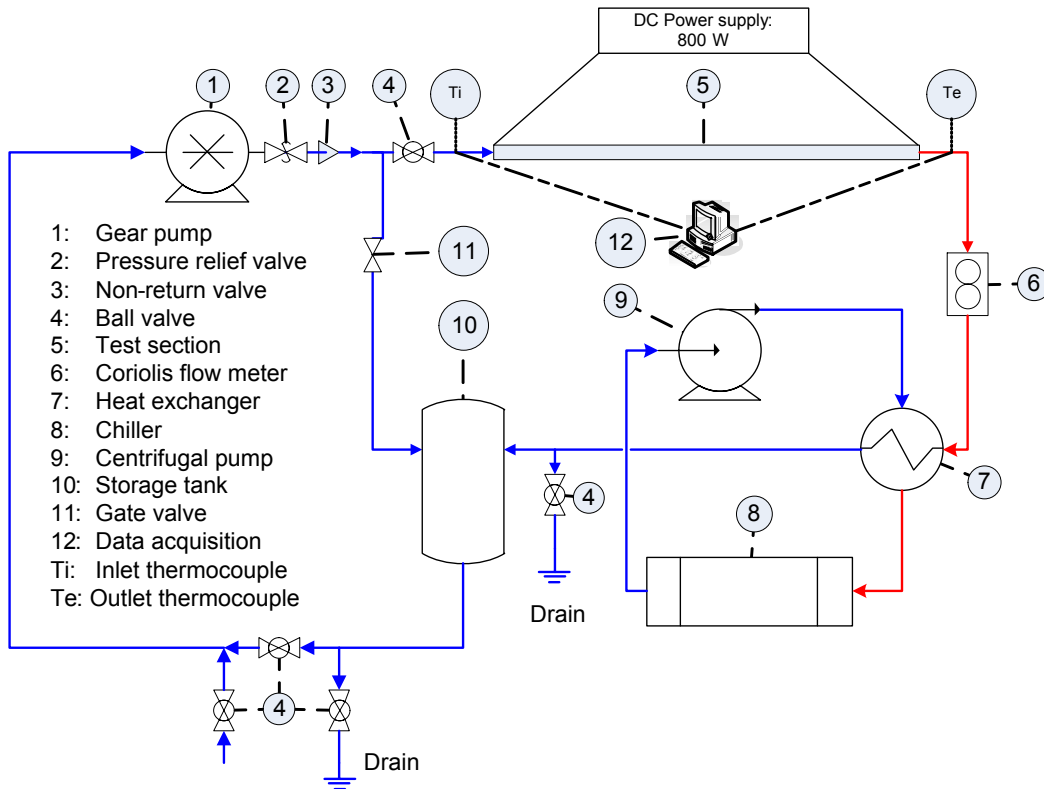 DC Power supply:
800 W
1
2
3
4
Ti
5
Te
11
12
6
9
10
1: Gear pump
2: Pressure relief valve
3: Non-return valve
4: Ball valve
5: Test section
6: Coriolis flow meter
7: Heat exchanger
8: Chiller
9: Centrifugal pump
10: Storage tank
11: Gate valve
12: Data acquisition
Ti: Inlet thermocouple
Te: Outlet thermocouple
4
8
7
Drain
4
Drain